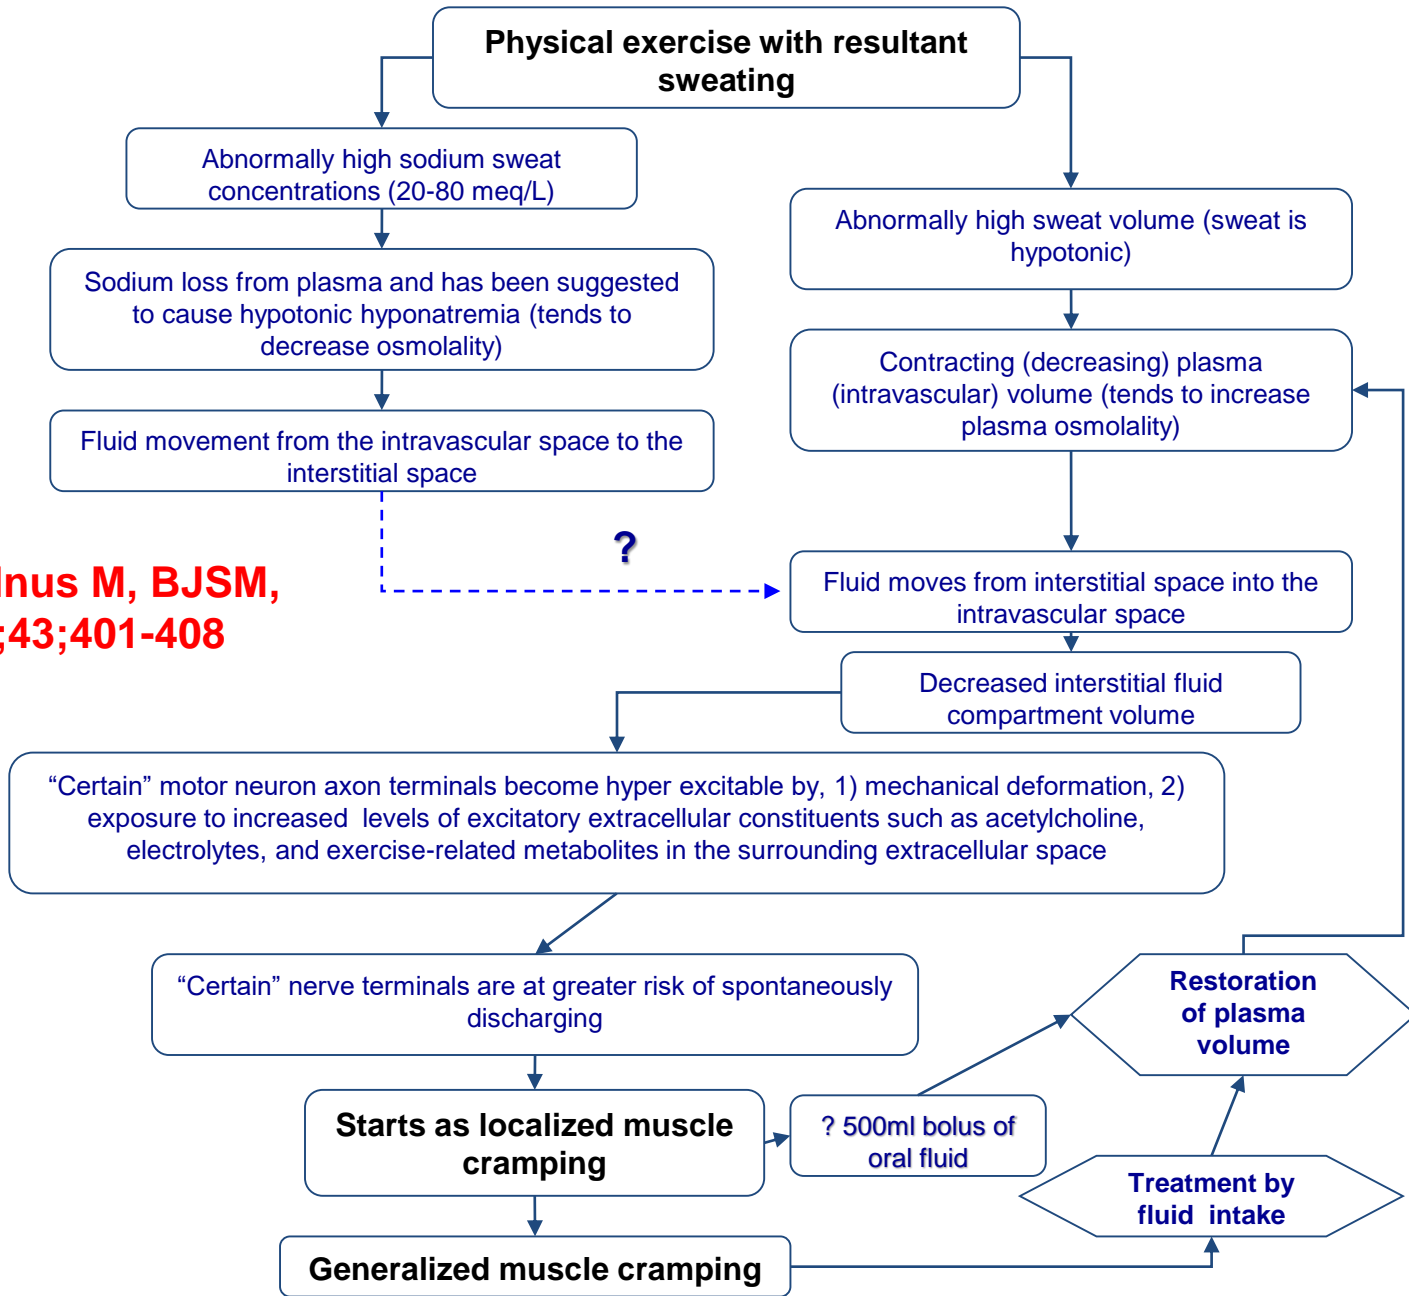 Physical exercise with resultant
sweating
Abnormally high sodium sweat
concentrations (20-80 meq/L)
Abnormally high sweat volume (sweat is
hypotonic)
Sodium loss from plasma and has been suggested
to cause hypotonic hyponatremia (tends to
decrease osmolality)
Contracting (decreasing) plasma
(intravascular) volume (tends to increase
plasma osmolality)
Fluid movement from the intravascular space to the
interstitial space
?
lnus M, BJSM,
;43;401-408
Fluid moves from interstitial space into the
intravascular space
Decreased interstitial fluid
compartment volume
“Certain” motor neuron axon terminals become hyper excitable by, 1) mechanical deformation, 2)
exposure to increased levels of excitatory extracellular constituents such as acetylcholine,
electrolytes, and exercise-related metabolites in the surrounding extracellular space
“Certain” nerve terminals are at greater risk of spontaneously
discharging
Restoration
of plasma
volume
Starts as localized muscle
cramping
? 500ml bolus of
oral fluid
Treatment by
fluid intake
Generalized muscle cramping